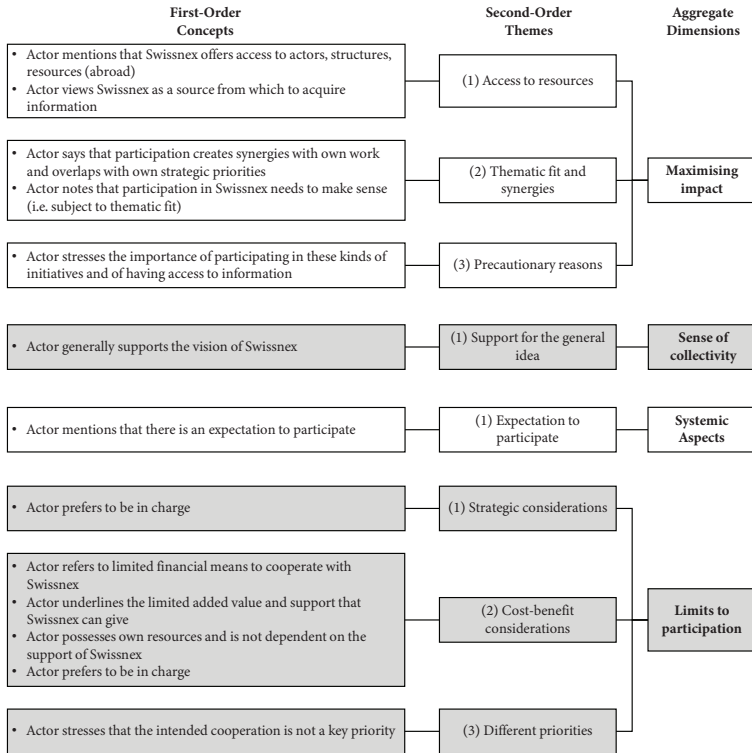 First-Order
Concepts
Second-Order
Themes
Aggregate
Dimensions
• Actor mentions that Swissnex offers access to actors, structures,
resources (abroad)
• Actor views Swissnex as a source from which to acquire
information
(1) Access to resources
• Actor says that participation creates synergies with own work
and overlaps with own strategic priorities
• Actor notes that participation in Swissnex needs to make sense
(i.e. subject to thematic fit)
(2) Thematic fit and
synergies
Maximising
impact
• Actor stresses the importance of participating in these kinds of
initiatives and of having access to information
(3) Precautionary reasons
• Actor generally supports the vision of Swissnex
(1) Support for the general
idea
Sense of
collectivity
• Actor mentions that there is an expectation to participate
(1) Expectation to
participate
Systemic
Aspects
• Actor prefers to be in charge
(1) Strategic considerations
• Actor refers to limited financial means to cooperate with
Swissnex
• Actor underlines the limited added value and support that
Swissnex can give
• Actor possesses own resources and is not dependent on the
support of Swissnex
• Actor prefers to be in charge
(2) Cost-benefit
considerations
Limits to
participation
• Actor stresses that the intended cooperation is not a key priority
(3) Different priorities